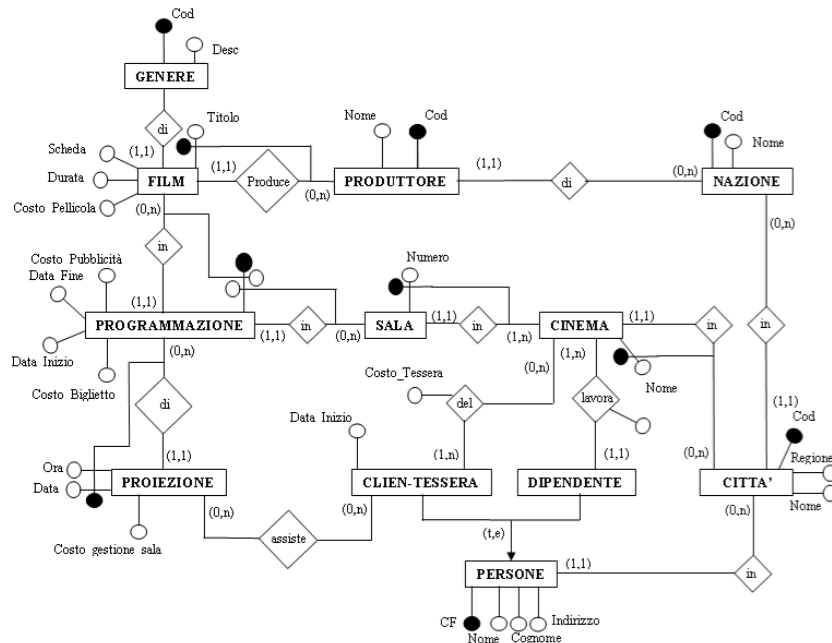 Cod
Desc
GENERE
di
Titolo
Scheda
(1,1)
(1,1)
Durata
FILM
Produce
(0,n)
Costo Pellicola
(0,n)
Nome
Cod
PRODUTTORE
(1,1)
di
(0,n)
Cod
Nome
NAZIONE
(0,n)
in
Costo Pubblicità
Data Fine
(1,1)
PROGRAMMAZIONE
(1,1)
in
(0,n)
Numero
SALA
(1,1)
in
(1,n)
CINEMA
(1,1)
in
in
Data Inizio
(0,n)
Costo Biglietto
Costo_Tessera
(0,n)
(1,n)
Nome
di
Data Inizio
del
lavora
(1,1)
Cod
(1,1)
(1,n)
(1,1)
(0,n)
Regione
Ora
PROIEZIONE
CLIEN-TESSERA
DIPENDENTE
CITTA'
Data
(0,n)
(0,n)
(0,n)
Nome
Costo gestione sala
assiste
(t,e)
(1,1)
PERSONE
in
CF
Nome
Cognome
Indirizzo